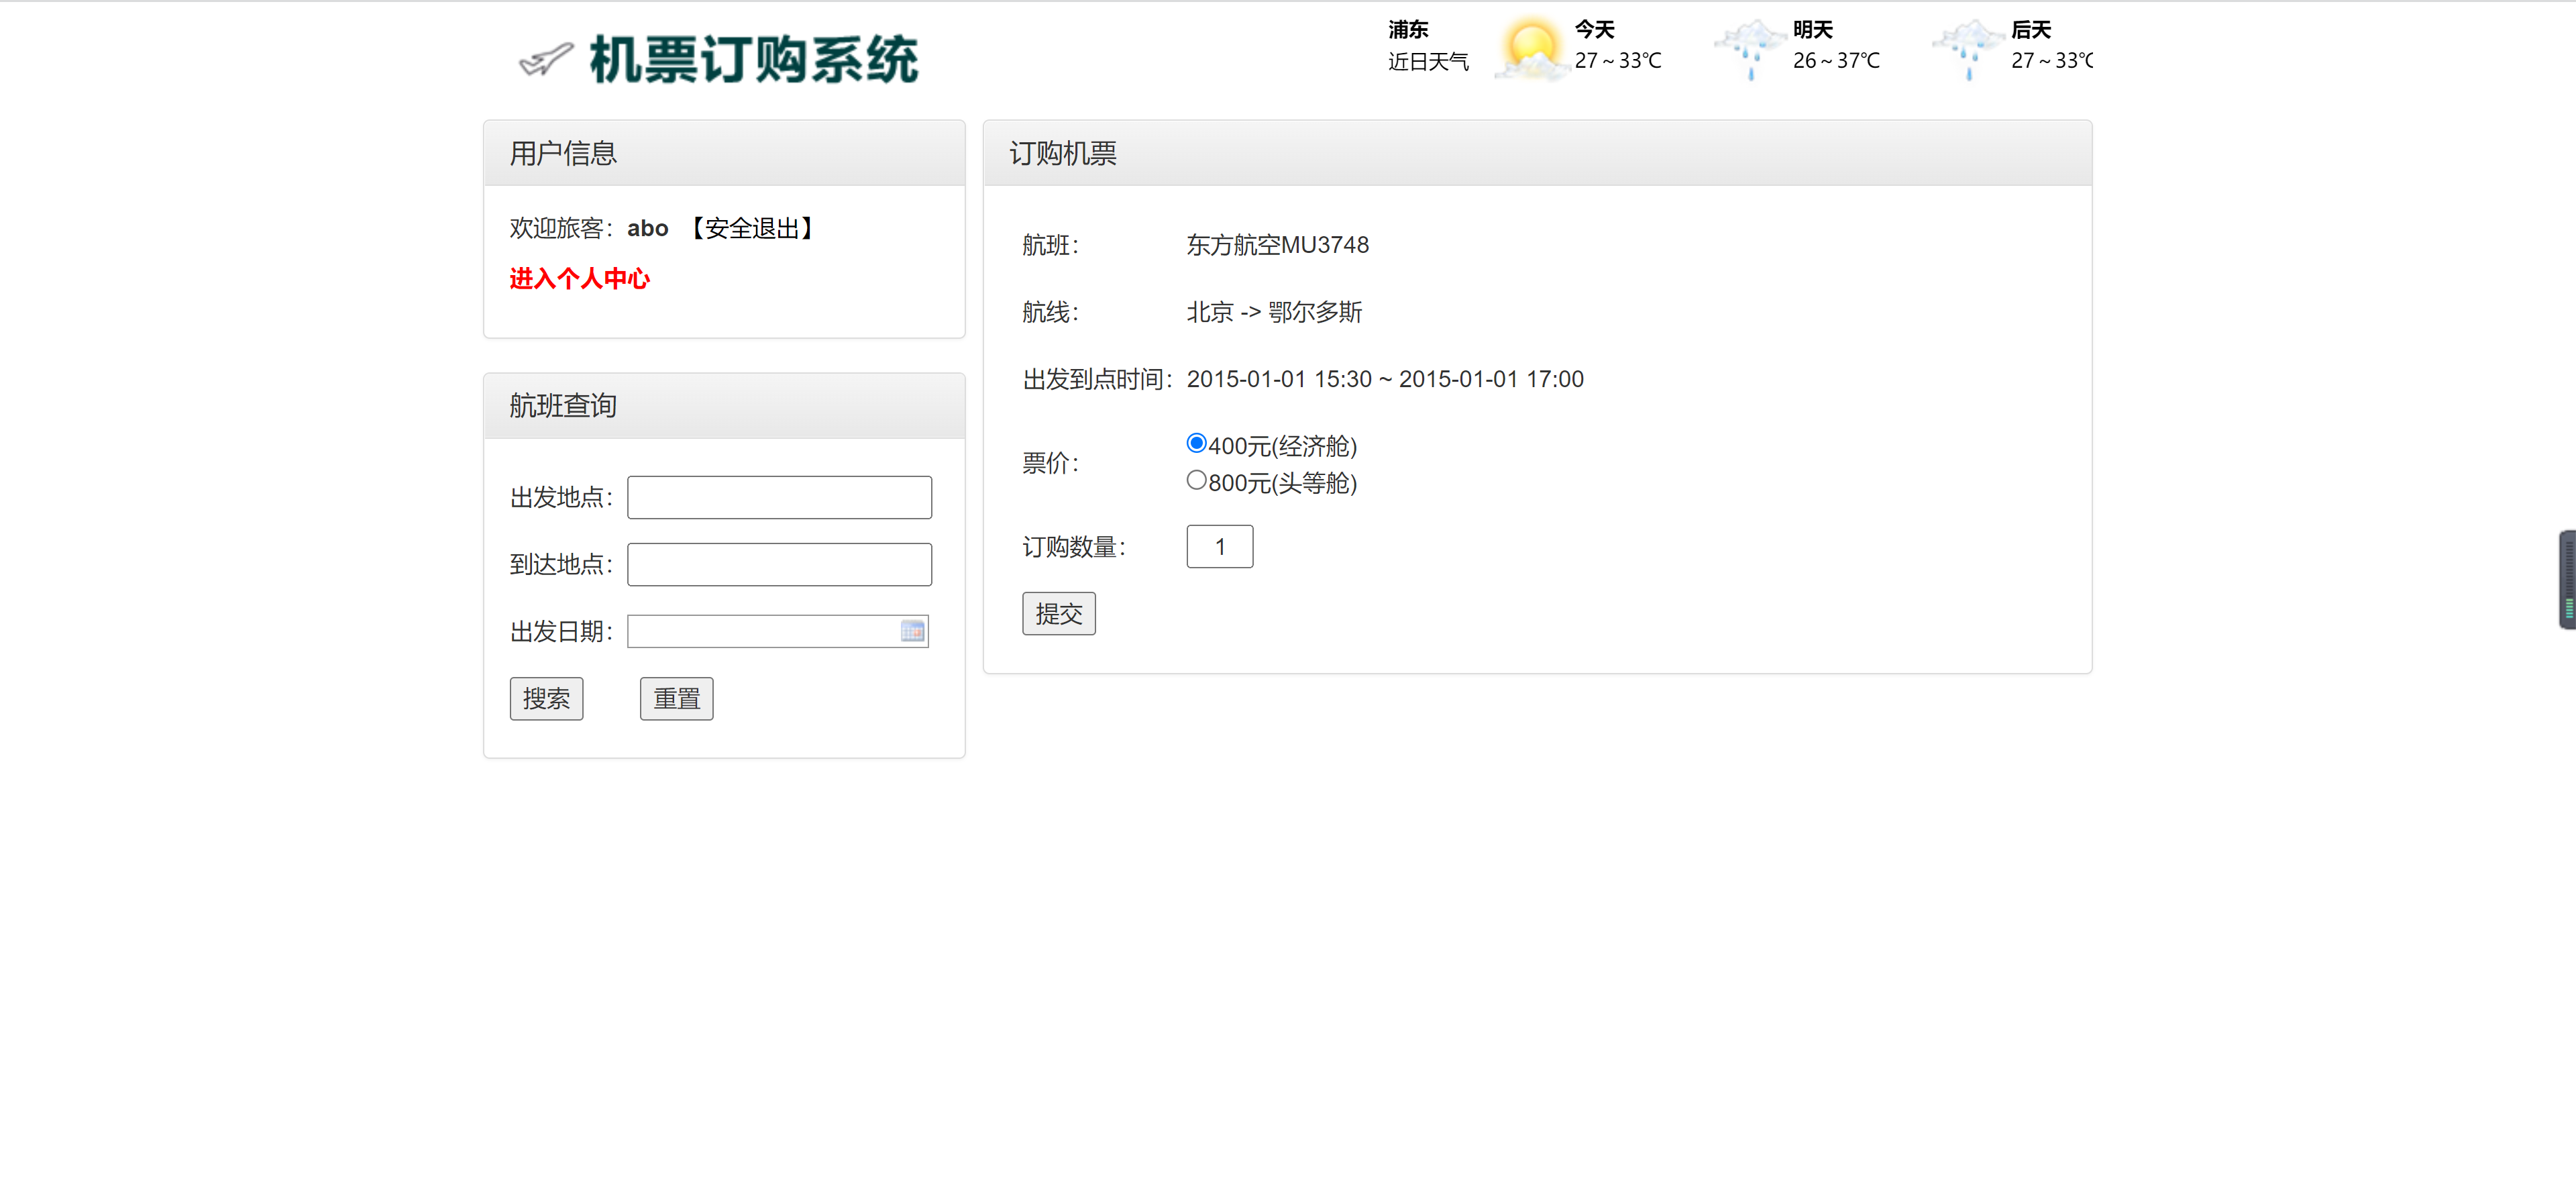 机票订购系统
浦东
近日天气
今天
27～33℃
明天
26～37℃
后天
27～33℃
用户信息
欢迎旅客：abo 【安全退出】
进入个人中心
航班查询
出发地点：
到达地点：
出发日期：
搜索 重置
订购机票
航班： 东方航空MU3748
航线： 北京 -> 鄂尔多斯
出发到点时间：2015-01-01 15:30 ~ 2015-01-01 17:00
票价：
400元(经济舱)
800元(头等舱)
订购数量： 1
提交